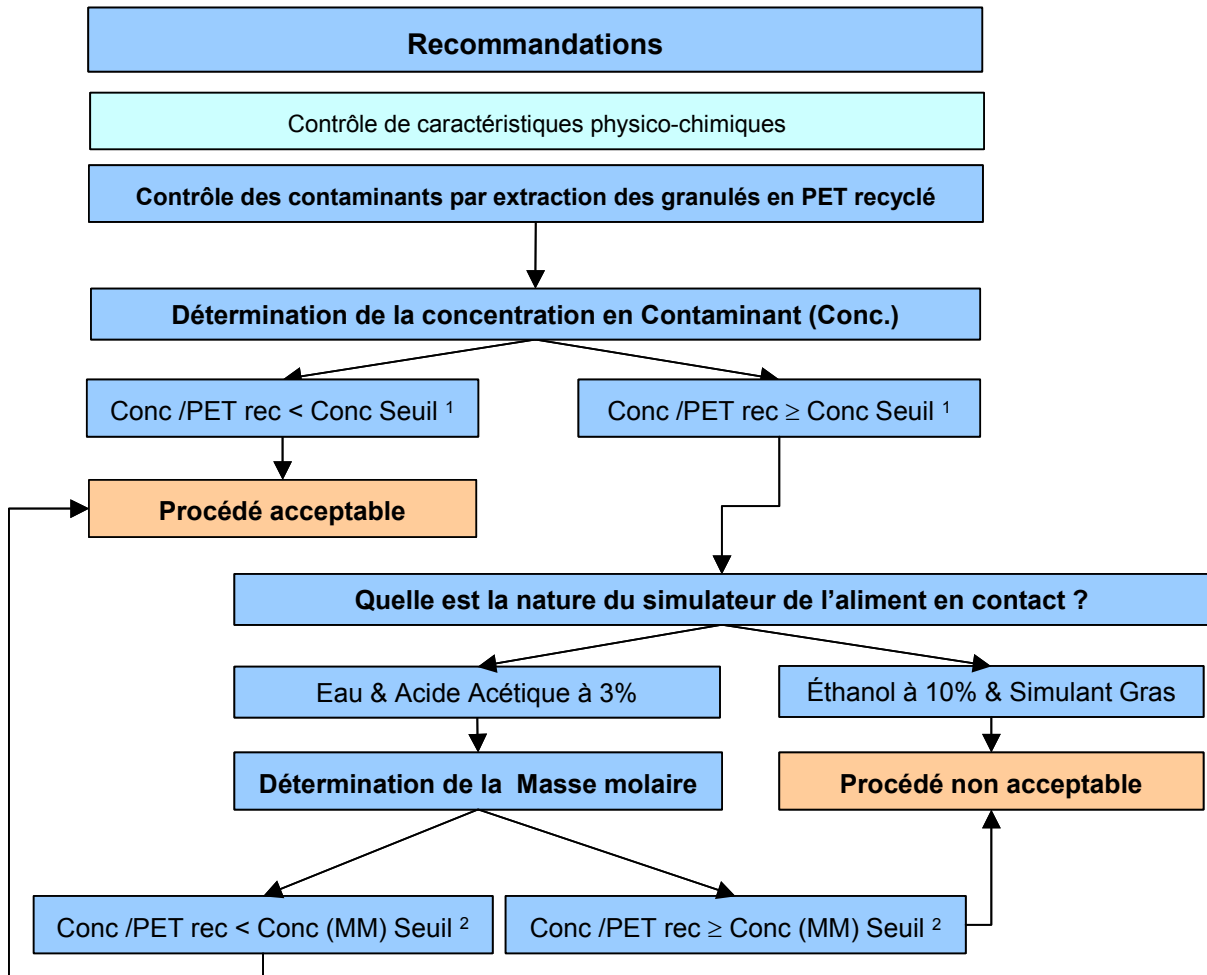 Recommandations
Contrôle de caractéristiques physico-chimiques
Contrôle des contaminants par extraction des granulés en PET recyclé
Détermination de la concentration en Contaminant (Conc.)
Conc /PET rec < Conc Seuil ¹
Conc /PET rec ≥ Conc Seuil ¹
Procédé acceptable
Quelle est la nature du simulateur de l’aliment en contact ?
Eau & Acide Acétique à 3%
Éthanol à 10% & Simulant Gras
Détermination de la Masse molaire
Procédé non acceptable
Conc /PET rec < Conc (MM) Seuil ²
Conc /PET rec ≥ Conc (MM) Seuil ²